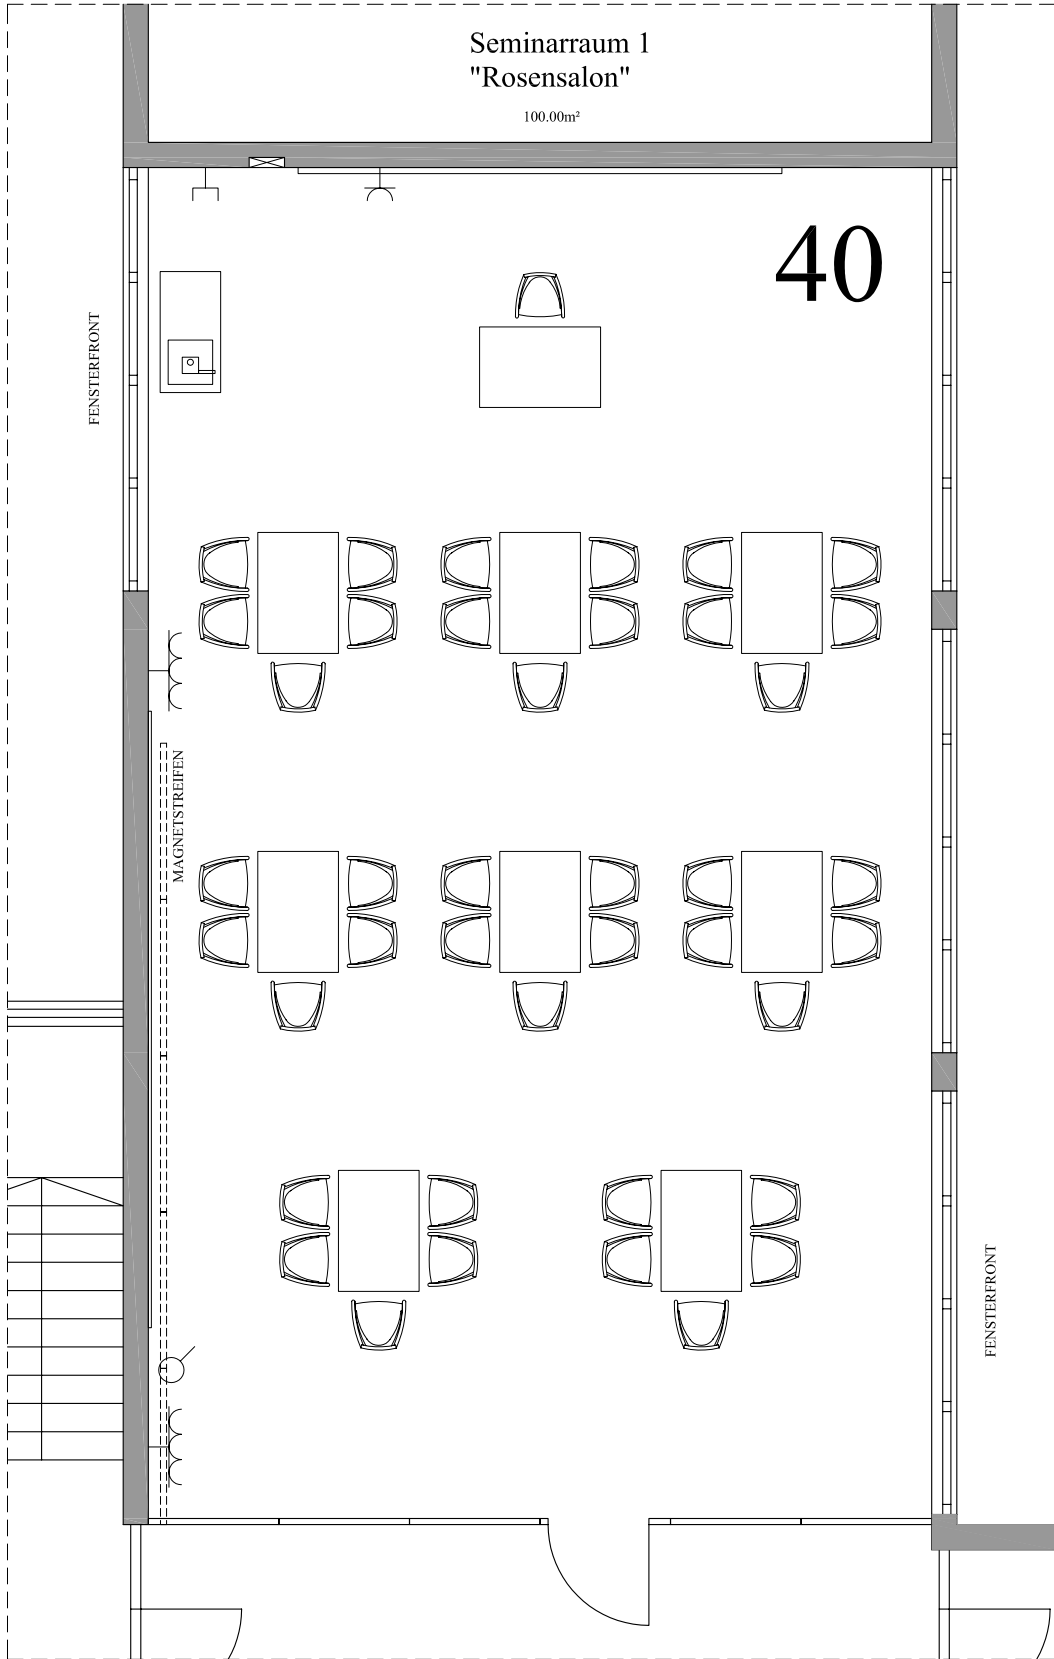 Seminarraum 1
"Rosensalon"
100.00m²
40
FENSTERFRONT
MAGNETSTREIFEN
FENSTERFRONT